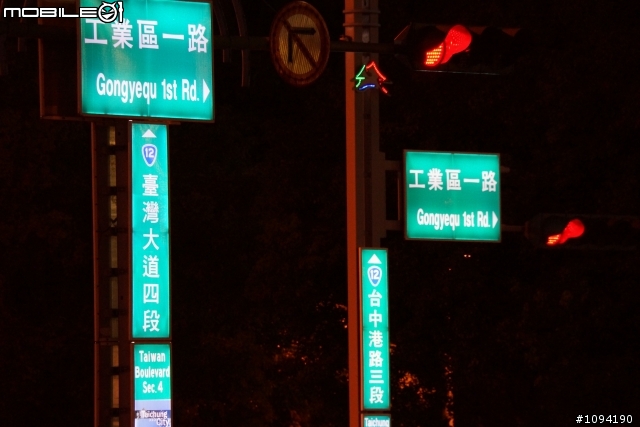 MOBILE01
工業區一路
Gongyequ 1st Rd.
12
臺灣大道四段
Taiwan
Boulevard
Sec. 4
Taichung
City
工業區一路
Gongyequ 1st Rd.
12
台中港路三段
Taichung
#1094190